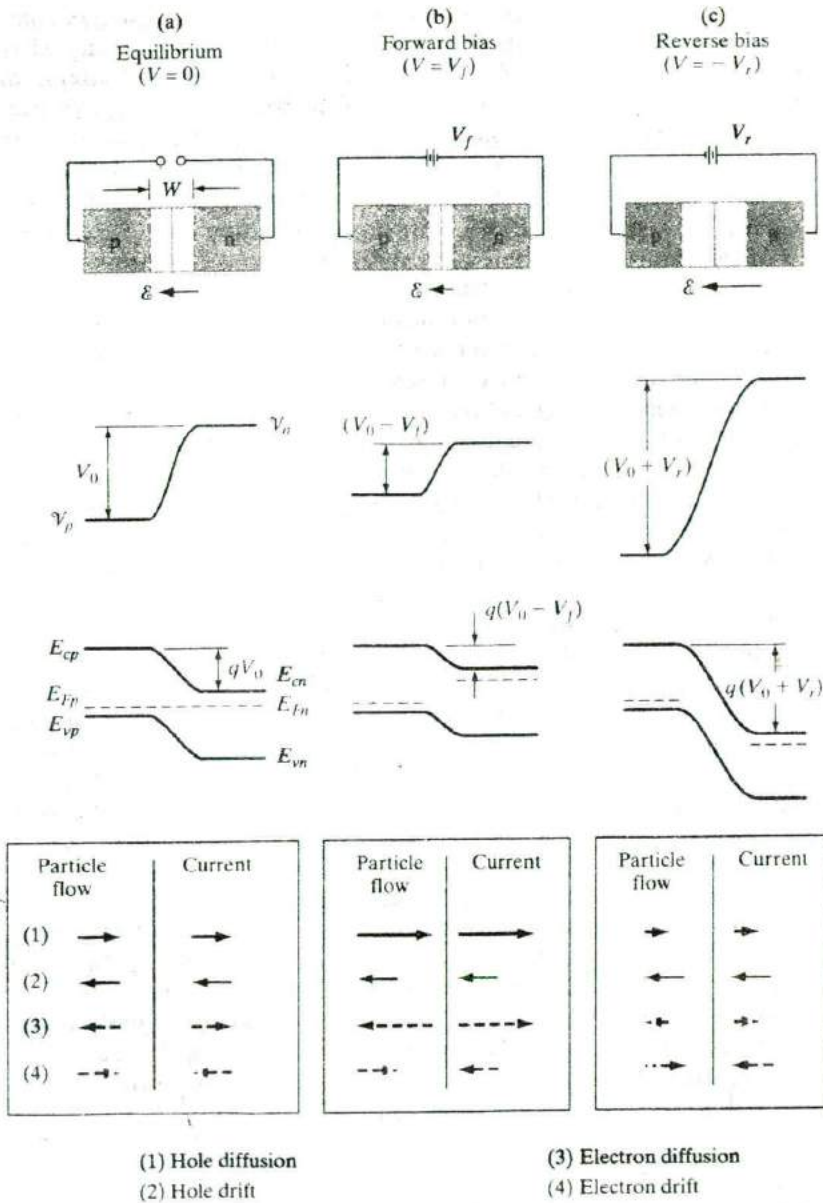 (a)
Equilibrium
(V = 0)
(b)
Forward bias
(V = V_f)
(c)
Reverse bias
(V = − V_r)
W
p
n
ℰ
V_f
p
n
ℰ
V_r
p
n
ℰ
V_0
𝒱_n
𝒱_p
(V_0 − V_f)
(V_0 + V_r)
E_cp
E_Fp
E_vp
qV_0
E_cn
E_Fn
E_vn
q(V_0 − V_f)
q(V_0 + V_r)
Particle
flow
Current
(1)
(2)
(3)
(4)
Particle
flow
Current
Particle
flow
Current
(1) Hole diffusion
(2) Hole drift
(3) Electron diffusion
(4) Electron drift